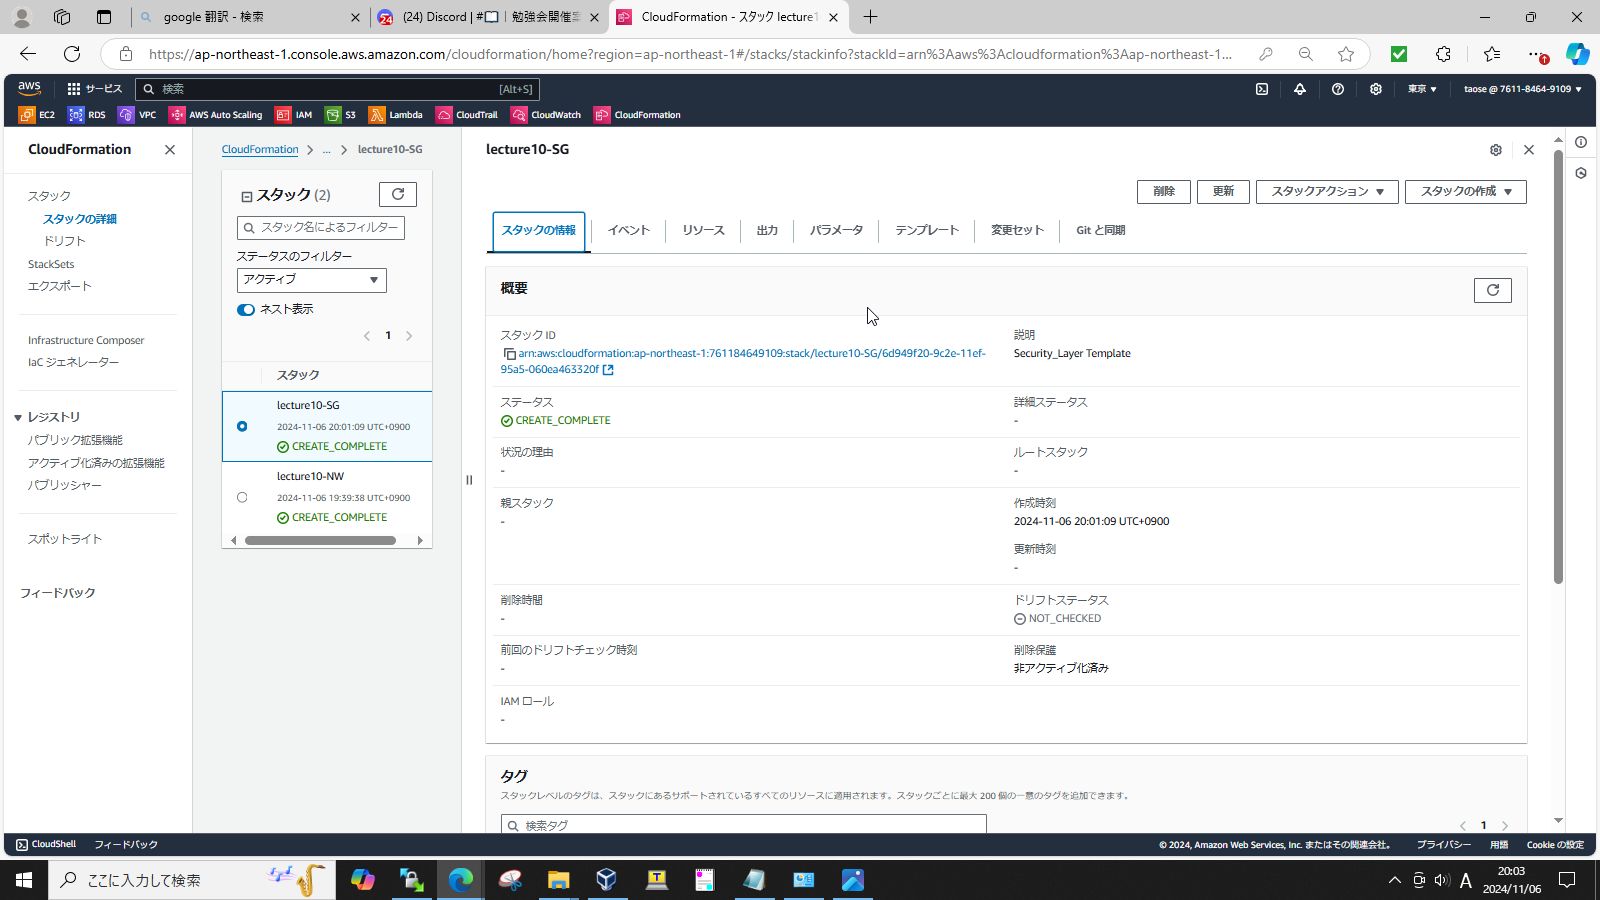 google 翻訳 - 検索
(24) Discord | #📖｜勉強会開催案
CloudFormation - スタック lecture1
https://ap-northeast-1.console.aws.amazon.com/cloudformation/home?region=ap-northeast-1#/stacks/stackinfo?stackId=arn%3Aaws%3Acloudformation%3Aap-northeast-1...
aws
サービス
検索
[Alt+S]
東京 ▼
taose @ 7611-8464-9109 ▼
EC2
RDS
VPC
AWS Auto Scaling
IAM
S3
Lambda
CloudTrail
CloudWatch
CloudFormation
CloudFormation
スタック
スタックの詳細
ドリフト
StackSets
エクスポート
Infrastructure Composer
IaC ジェネレーター
レジストリ
パブリック拡張機能
アクティブ化済みの拡張機能
パブリッシャー
スポットライト
フィードバック
CloudFormation > ... > lecture10-SG
スタック (2)
スタック名によるフィルター
ステータスのフィルター
アクティブ
ネスト表示
1
スタック
lecture10-SG
2024-11-06 20:01:09 UTC+0900
CREATE_COMPLETE
lecture10-NW
2024-11-06 19:39:38 UTC+0900
CREATE_COMPLETE
lecture10-SG
削除
更新
スタックアクション ▼
スタックの作成 ▼
スタックの情報
イベント
リソース
出力
パラメータ
テンプレート
変更セット
Git と同期
概要
スタック ID
arn:aws:cloudformation:ap-northeast-1:761184649109:stack/lecture10-SG/6d949f20-9c2e-11ef-
95a5-060ea463320f
説明
Security_Layer Template
ステータス
CREATE_COMPLETE
詳細ステータス
-
状況の理由
-
ルートスタック
-
親スタック
-
作成時刻
2024-11-06 20:01:09 UTC+0900
更新時刻
-
削除時間
-
ドリフトステータス
NOT_CHECKED
前回のドリフトチェック時刻
-
削除保護
非アクティブ化済み
IAM ロール
-
タグ
スタックレベルのタグは、スタックにあるサポートされているすべてのリソースに適用されます。スタックごとに最大 200 個の一意のタグを追加できます。
検索タグ
1
CloudShell
フィードバック
© 2024, Amazon Web Services, Inc. またはその関連会社。
プライバシー
用語
Cookie の設定
ここに入力して検索
A
20:03
2024/11/06